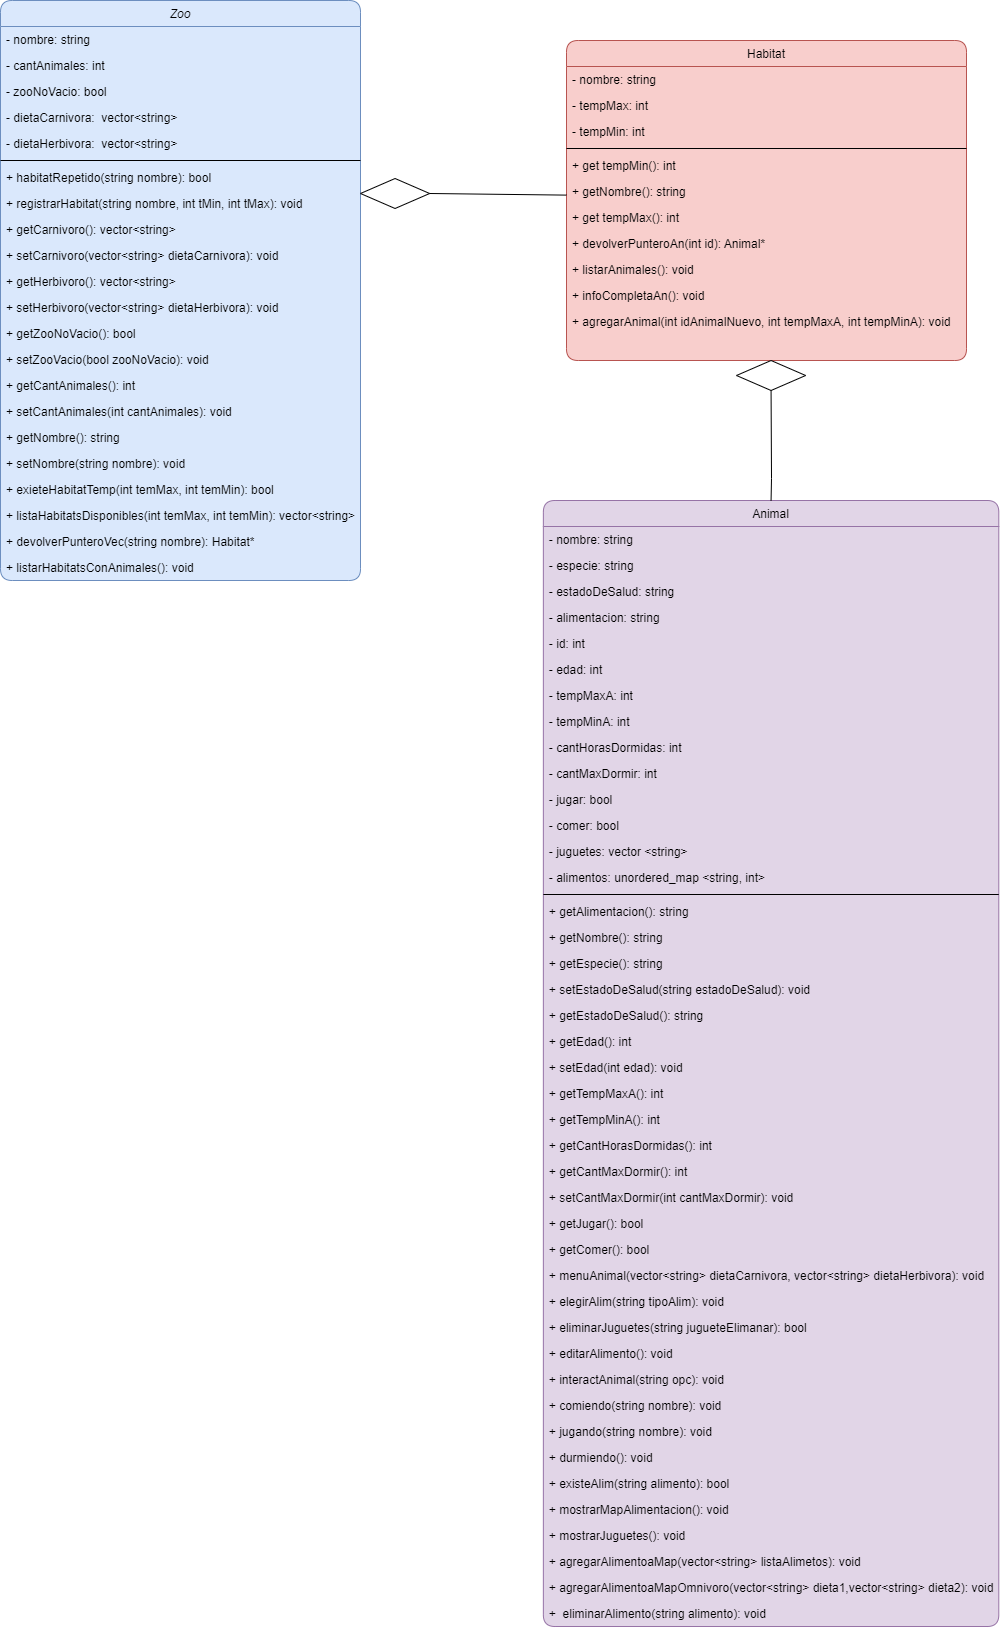 Zoo
- nombre: string
- cantAnimales: int
- zooNoVacio: bool
- dietaCarnivora:  vector<string>
- dietaHerbivora:  vector<string>
+ habitatRepetido(string nombre): bool
+ registrarHabitat(string nombre, int tMin, int tMax): void
+ getCarnivoro(): vector<string>
+ setCarnivoro(vector<string> dietaCarnivora): void
+ getHerbivoro(): vector<string>
+ setHerbivoro(vector<string> dietaHerbivora): void
+ getZooNoVacio(): bool
+ setZooVacio(bool zooNoVacio): void
+ getCantAnimales(): int
+ setCantAnimales(int cantAnimales): void
+ getNombre(): string
+ setNombre(string nombre): void
+ exieteHabitatTemp(int temMax, int temMin): bool
+ listaHabitatsDisponibles(int temMax, int temMin): vector<string>
+ devolverPunteroVec(string nombre): Habitat*
+ listarHabitatsConAnimales(): void
Habitat
- nombre: string
- tempMax: int
- tempMin: int
+ get tempMin(): int
+ getNombre(): string
+ get tempMax(): int
+ devolverPunteroAn(int id): Animal*
+ listarAnimales(): void
+ infoCompletaAn(): void
+ agregarAnimal(int idAnimalNuevo, int tempMaxA, int tempMinA): void
Animal
- nombre: string
- especie: string
- estadoDeSalud: string
- alimentacion: string
- id: int
- edad: int
- tempMaxA: int
- tempMinA: int
- cantHorasDormidas: int
- cantMaxDormir: int
- jugar: bool
- comer: bool
- juguetes: vector <string>
- alimentos: unordered_map <string, int>
+ getAlimentacion(): string
+ getNombre(): string
+ getEspecie(): string
+ setEstadoDeSalud(string estadoDeSalud): void
+ getEstadoDeSalud(): string
+ getEdad(): int
+ setEdad(int edad): void
+ getTempMaxA(): int
+ getTempMinA(): int
+ getCantHorasDormidas(): int
+ getCantMaxDormir(): int
+ setCantMaxDormir(int cantMaxDormir): void
+ getJugar(): bool
+ getComer(): bool
+ menuAnimal(vector<string> dietaCarnivora, vector<string> dietaHerbivora): void
+ elegirAlim(string tipoAlim): void
+ eliminarJuguetes(string jugueteElimanar): bool
+ editarAlimento(): void
+ interactAnimal(string opc): void
+ comiendo(string nombre): void
+ jugando(string nombre): void
+ durmiendo(): void
+ existeAlim(string alimento): bool
+ mostrarMapAlimentacion(): void
+ mostrarJuguetes(): void
+ agregarAlimentoaMap(vector<string> listaAlimetos): void
+ agregarAlimentoaMapOmnivoro(vector<string> dieta1,vector<string> dieta2): void
+  eliminarAlimento(string alimento): void